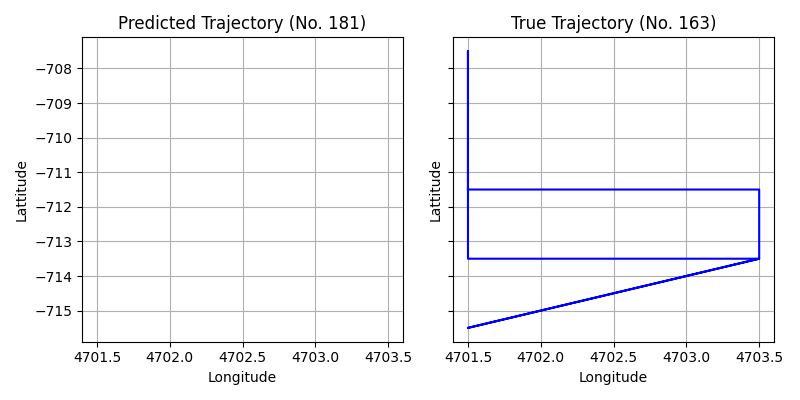 Predicted Trajectory (No. 181)
True Trajectory (No. 163)
−708
−709
−710
−711
−712
−713
−714
−715
Lattitude
Lattitude
4701.5 4702.0 4702.5 4703.0 4703.5
4701.5 4702.0 4702.5 4703.0 4703.5
Longitude
Longitude